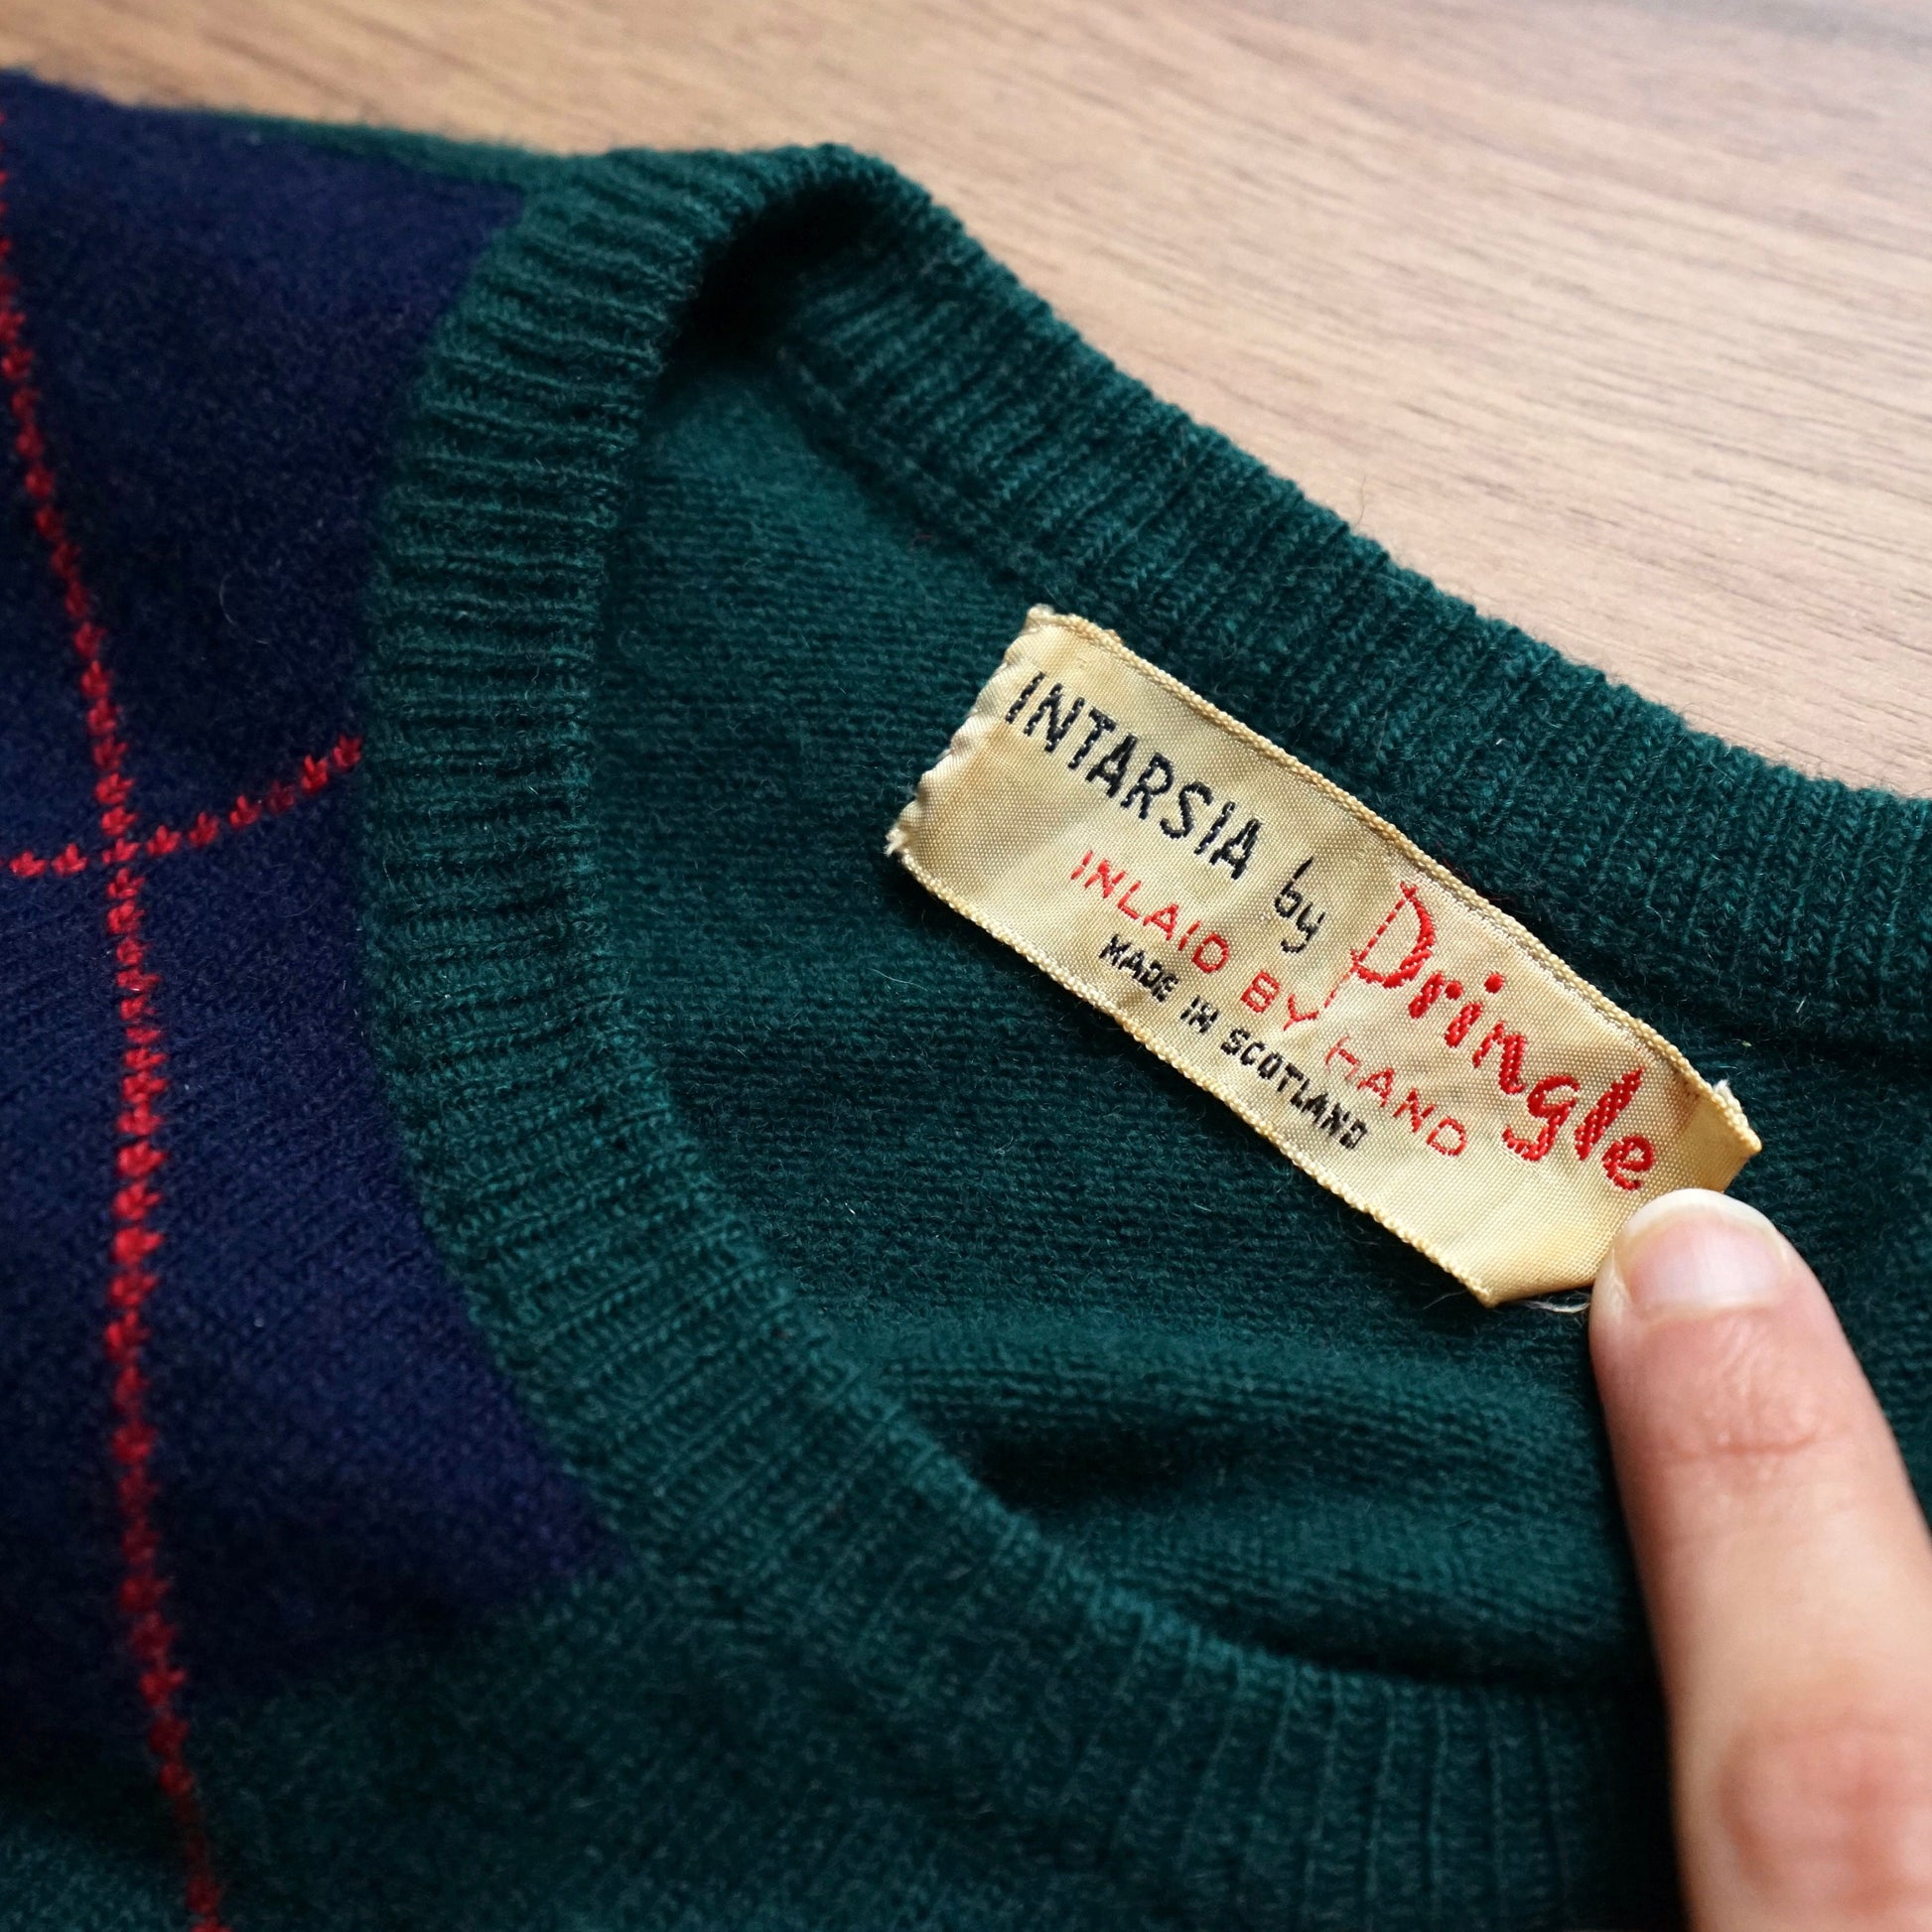 INTARSIA by Pringle
INLAID BY HAND
MADE IN SCOTLAND